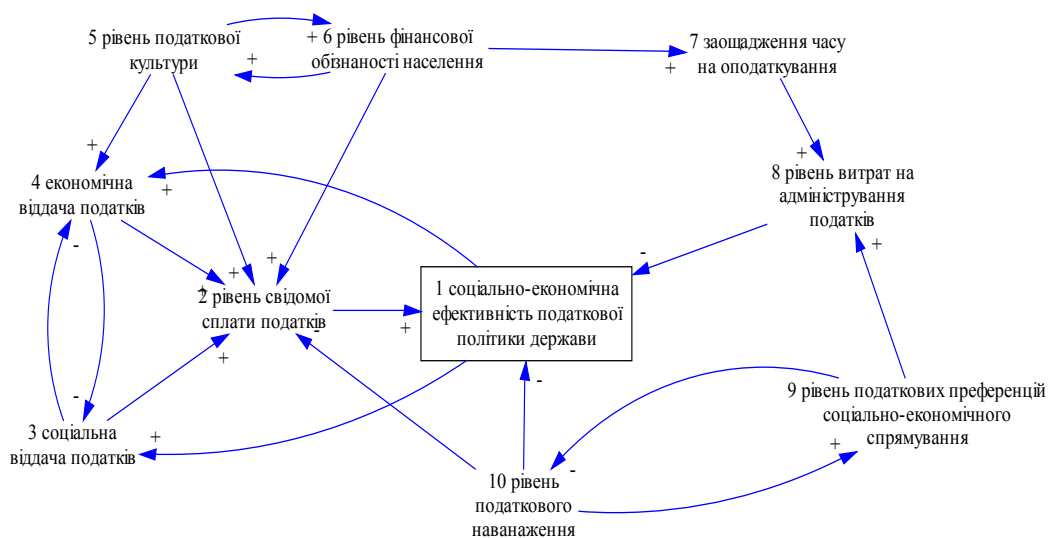 5 рівень податкової
культури
+ 6 рівень фінансової
обізнаності населення
+
7 заощадження часу
на оподаткування
+
+
4 економічна
віддача податків
+
+
8 рівень витрат на
адміністрування
податків
-
+
+
+
-
+
1 соціально-економічна
ефективність податкової
політики держави
2 рівень свідомої
сплати податків
+
-
+
+
-
9 рівень податкових преференцій
соціально-економічного
спрямування
-
3 соціальна
віддача податків
+
+
-
10 рівень
податкового
наванаження